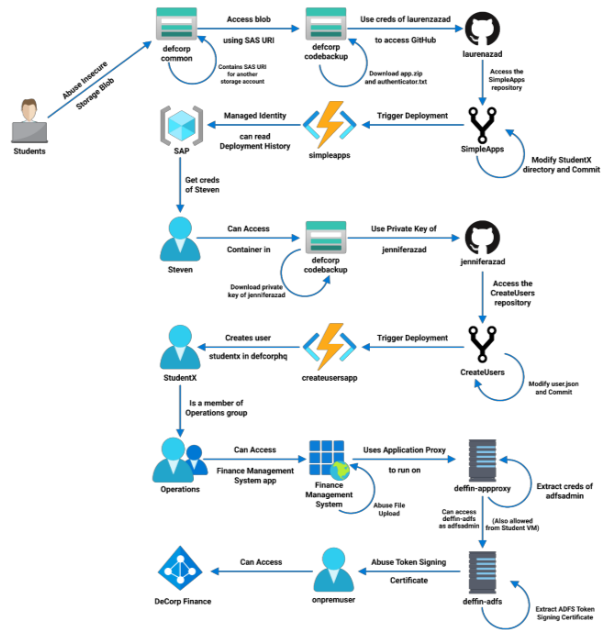 Access blob
using SAS URI
Use creds of laurenzazad
to access GitHub
defcorp
common
defcorp
codebackup
laurenazad
Abuse Insecure
Storage Blob
Contains SAS URI
for another
storage account
Download app.zip
and authenticator.txt
Access the
SimpleApps
repository
Students
Managed Identity
can read
Deployment History
Trigger Deployment
SAP
simpleapps
SimpleApps
Modify StudentX
directory and Commit
Get creds
of Steven
Can Access
Container in
Use Private Key of
jenniferazad
Steven
defcorp
codebackup
jenniferazad
Download private
key of jenniferazad
Access the
CreateUsers
repository
Creates user
studentx in defcorphq
Trigger Deployment
StudentX
createusersapp
CreateUsers
Modify user.json
and Commit
Is a member of
Operations group
Can Access
Finance Management
System app
Uses Application Proxy
to run on
Operations
Finance
Management
System
deffin-appproxy
Extract creds of
adfsadmin
Abuse File
Upload
Can access
deffin-adfs
as adfsadmin
(Also allowed
from Student VM)
Can Access
Abuse Token Signing
Certificate
DeCorp Finance
onpremuser
deffin-adfs
Extract ADFS Token
Signing Certificate